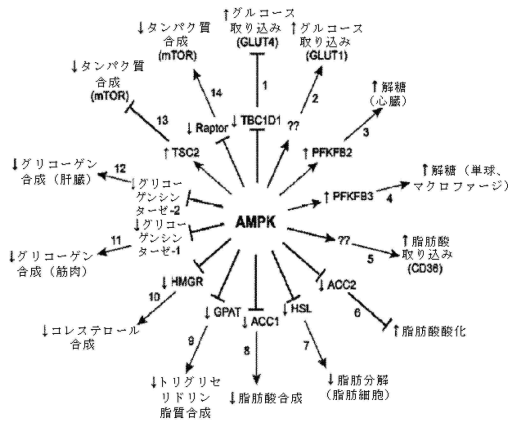 ↑グルコース
取り込み
(GLUT4)
↑グルコース
取り込み
(GLUT1)
↓タンパク質
合成
(mTOR)
↓タンパク質
合成
(mTOR)
14
1
2
↑解糖
(心臓)
13
↓Raptor
↓TBC1D1
??
3
↑TSC2
↑PFKFB2
↓グリコーゲン
合成(肝臓)
12
↓グリコー
ゲンシン
ターゼ-2
↑PFKFB3
4
↑解糖(単球、
マクロファージ)
AMPK
↓グリコー
ゲンシン
ターゼ-1
11
↓グリコーゲン
合成(筋肉)
??
5
↑脂肪酸
取り込み
(CD36)
↓HMGR
10
↓GPAT
↓ACC1
↓HSL
↓ACC2
6
↓コレステロール
合成
9
8
7
↑脂肪酸酸化
↓トリグリセ
リドリン
脂質合成
↓脂肪酸合成
↓脂肪分解
(脂肪細胞)